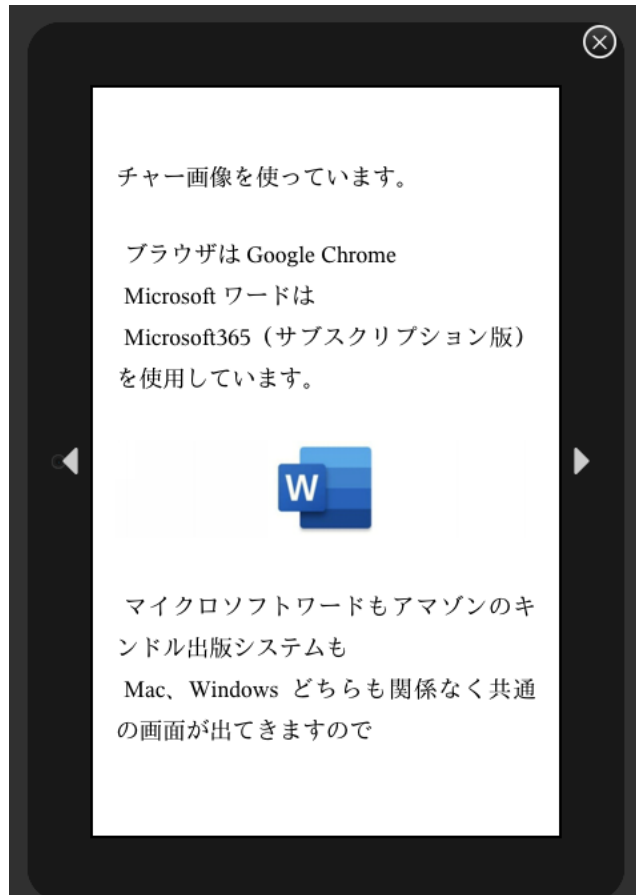 チャー画像を使っています。
ブラウザは Google Chrome
Microsoft ワードは
Microsoft365（サブスクリプション版）
を使用しています。
W
マイクロソフトワードもアマゾンのキ
ンドル出版システムも
Mac、Windows どちらも関係なく共通
の画面が出てきますので